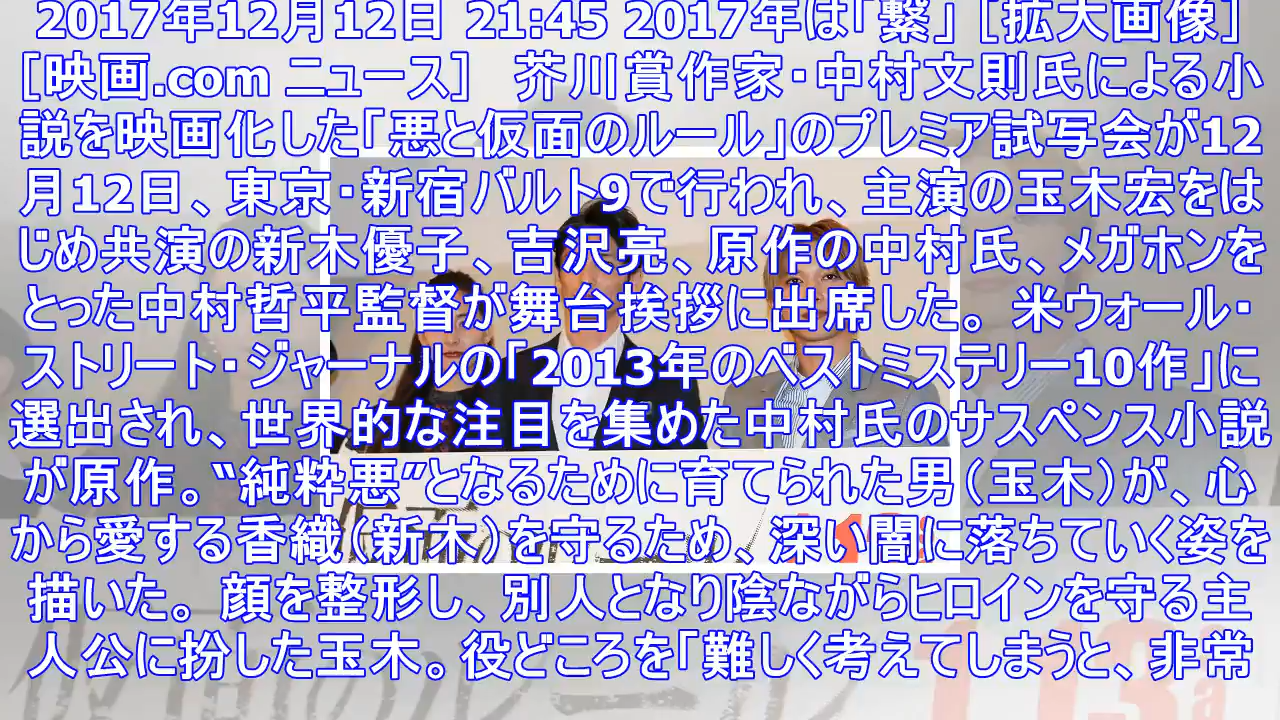 2017年12月12日 21:45 2017年は「繋」 [拡大画像]
[映画.com ニュース] 芥川賞作家・中村文則氏による小
説を映画化した「悪と仮面のルール」のプレミア試写会が12
月12日、東京・新宿バルト9で行われ、主演の玉木宏をは
じめ共演の新木優子、吉沢亮、原作の中村氏、メガホンを
とった中村哲平監督が舞台挨拶に出席した。米ウォール・
ストリート・ジャーナルの「2013年のベストミステリー10作」に
選出され、世界的な注目を集めた中村氏のサスペンス小説
が原作。“純粋悪”となるために育てられた男（玉木）が、心
から愛する香織（新木）を守るため、深い闇に落ちていく姿を
描いた。顔を整形し、別人となり陰ながらヒロインを守る主
人公に扮した玉木。役どころを「難しく考えてしまうと、非常